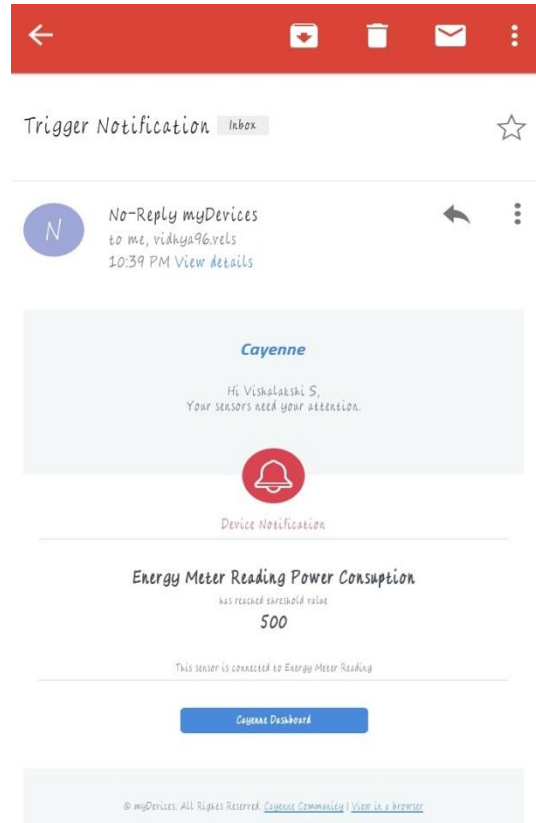 Trigger Notification Inbox
N
No-Reply myDevices
to me, vidhya96.vels
10:39 PM View details
Cayenne
Hi Vishalatshi S,
Your sensors need your attention.
Device Notification
Energy Meter Reading Power Consuption
has reached threshold value
500
This sensor is connected to Energy Meter Reading
Cayenne Dashboard
© myDevices. All Rights Reserved. Cayenne Community | View in a browser